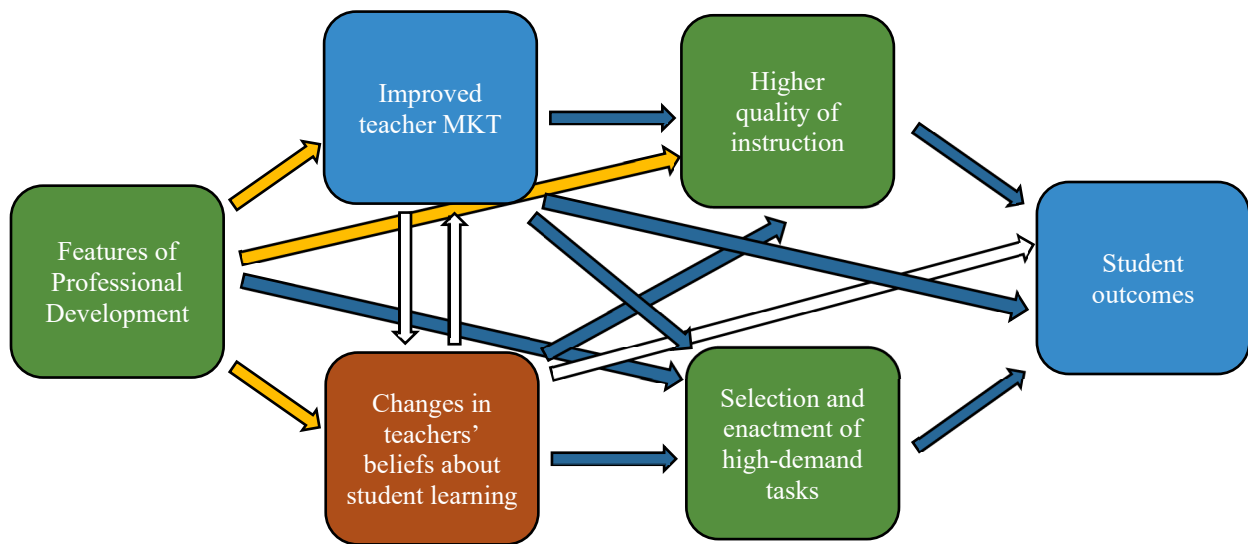 Features of
Professional
Development
Improved
teacher MKT
Changes in
teachers’
beliefs about
student learning
Higher
quality of
instruction
Selection and
enactment of
high-demand
tasks
Student
outcomes